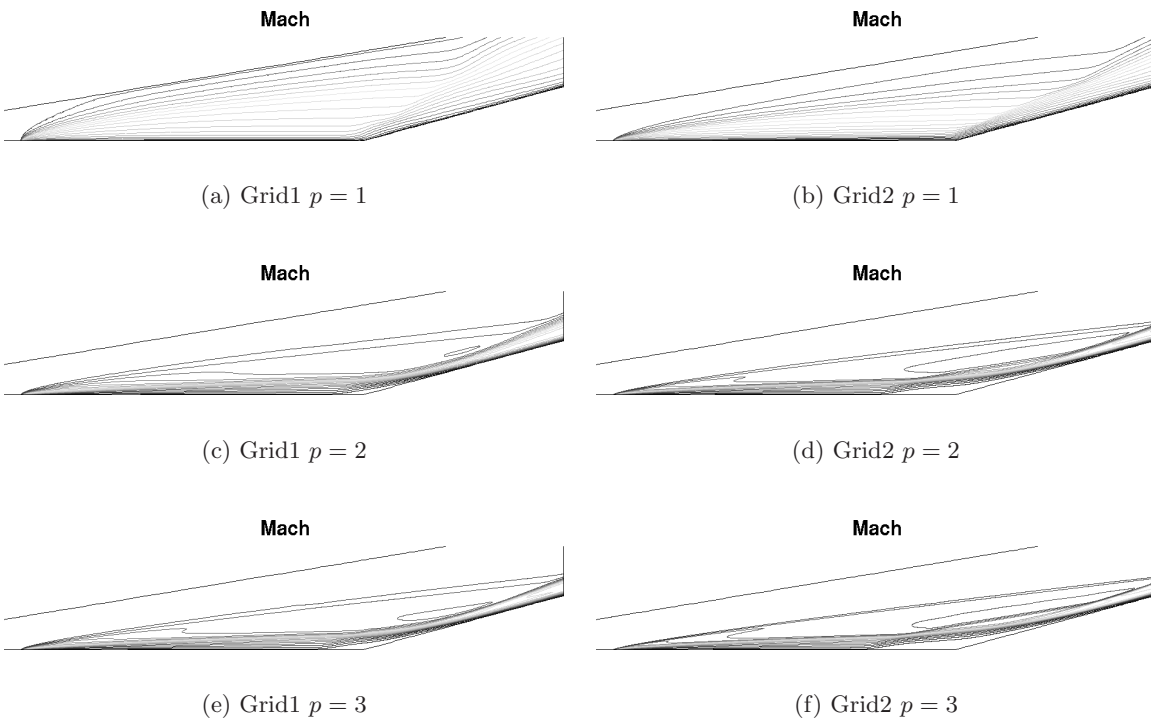 Mach
Mach
(a) Grid1 p = 1
(b) Grid2 p = 1
Mach
Mach
(c) Grid1 p = 2
(d) Grid2 p = 2
Mach
Mach
(e) Grid1 p = 3
(f) Grid2 p = 3